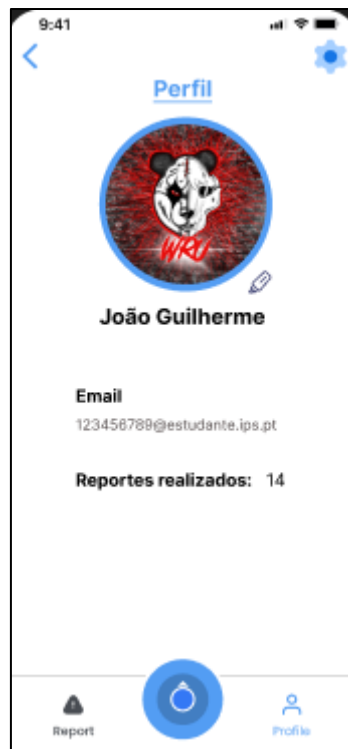 9:41
Perfil
WRU
João Guilherme
Email
123456789@estudante.ips.pt
Reportes realizados: 14
Report
Profile